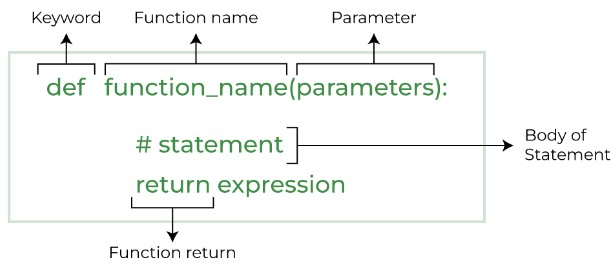 Keyword Function name Parameter
def function_name(parameters):
# statement
Body of
Statement
return expression
Function return